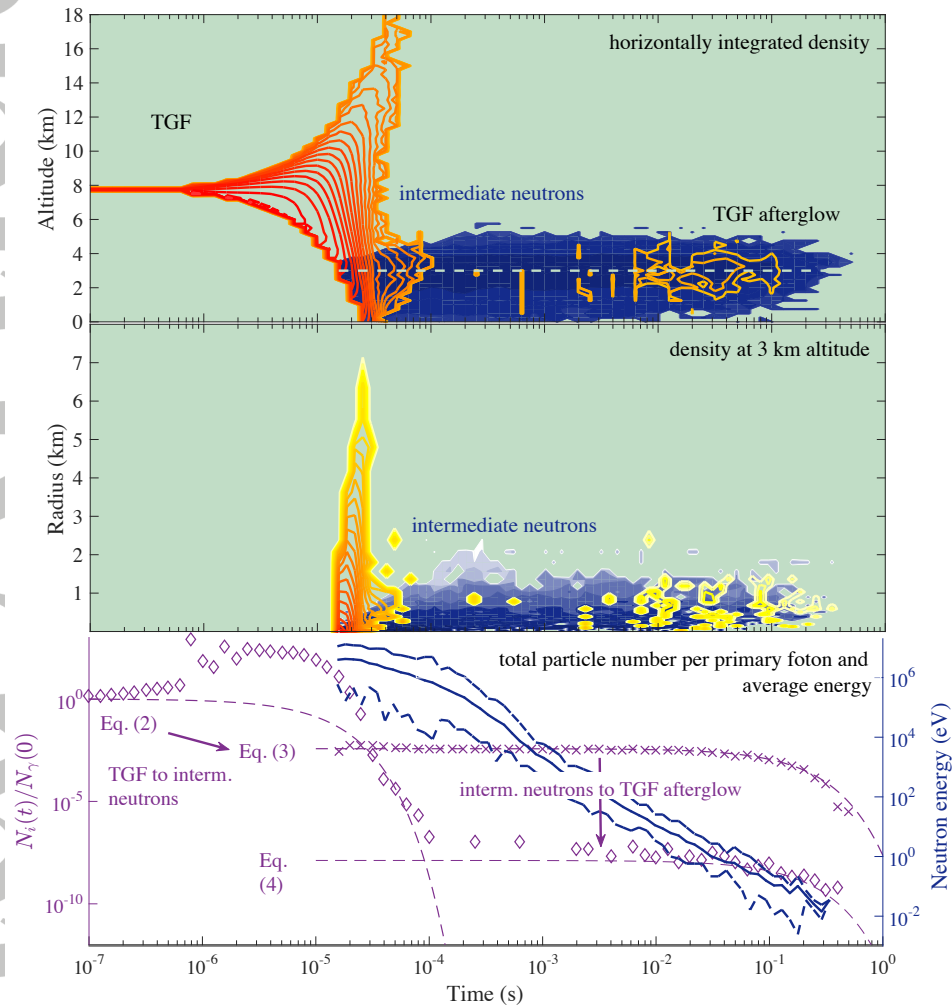 18
16
14
12
10
8
6
4
2
0
Altitude (km)
horizontally integrated density
TGF
intermediate neutrons
TGF afterglow
7
6
5
4
3
2
1
Radius (km)
density at 3 km altitude
intermediate neutrons
total particle number per primary foton and
average energy
10^0
10^-5
10^-10
N_i(t)/N_γ(0)
Eq. (2)
Eq. (3)
TGF to interm.
neutrons
interm. neutrons to TGF afterglow
Eq.
(4)
10^6
10^4
10^2
10^0
10^-2
Neutron energy (eV)
10^-7 10^-6 10^-5 10^-4 10^-3 10^-2 10^-1 10^0
Time (s)